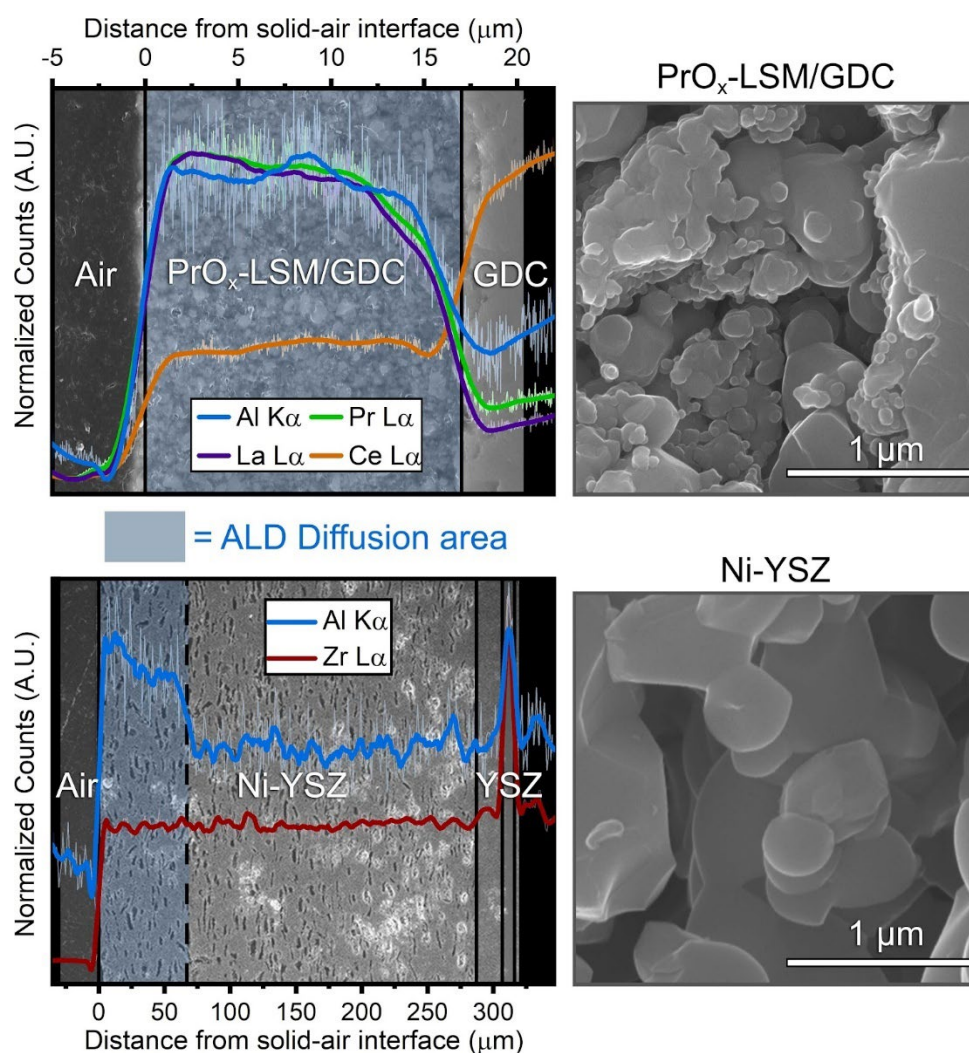 Distance from solid-air interface (μm)
-5 0 5 10 15 20
Normalized Counts (A.U.)
Air
PrOₓ-LSM/GDC
GDC
Al Kα
Pr Lα
La Lα
Ce Lα
PrOₓ-LSM/GDC
1 μm
= ALD Diffusion area
Normalized Counts (A.U.)
Al Kα
Zr Lα
Air
Ni-YSZ
YSZ
0 50 100 150 200 250 300
Distance from solid-air interface (μm)
Ni-YSZ
1 μm